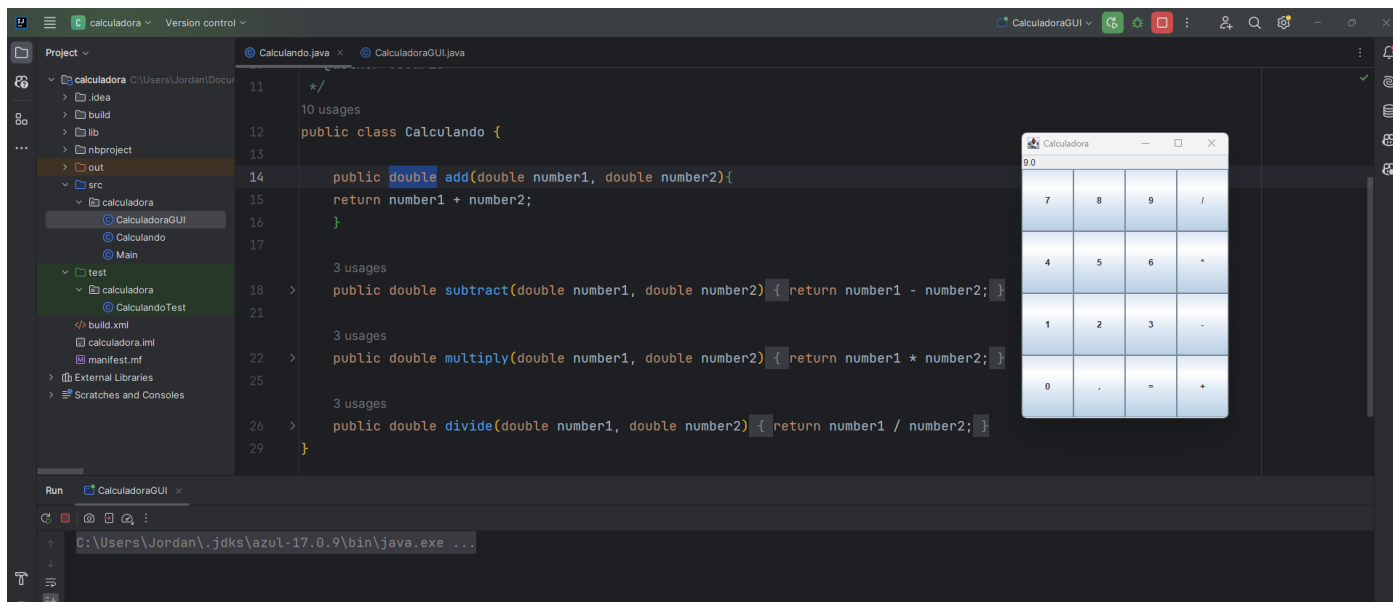 calculadora Version control
CalculadoraGUI
Project
calculadora C:\Users\Jordan\Docur
.idea
build
lib
nbproject
out
src
calculadora
CalculadoraGUI
Calculando
Main
test
calculadora
CalculandoTest
build.xml
calculadora.iml
manifest.mf
External Libraries
Scratches and Consoles
Calculando.java CalculadoraGUI.java
11 */
10 usages
12 public class Calculando {
13
14 public double add(double number1, double number2){
15 return number1 + number2;
16 }
17
3 usages
18 public double subtract(double number1, double number2) { return number1 - number2; }
21
3 usages
22 public double multiply(double number1, double number2) { return number1 * number2; }
25
3 usages
26 public double divide(double number1, double number2) { return number1 / number2; }
29 }
Calculadora
9.0
7 8 9 /
4 5 6 *
1 2 3 -
0 . = +
Run CalculadoraGUI
C:\Users\Jordan\.jdks\azul-17.0.9\bin\java.exe ...